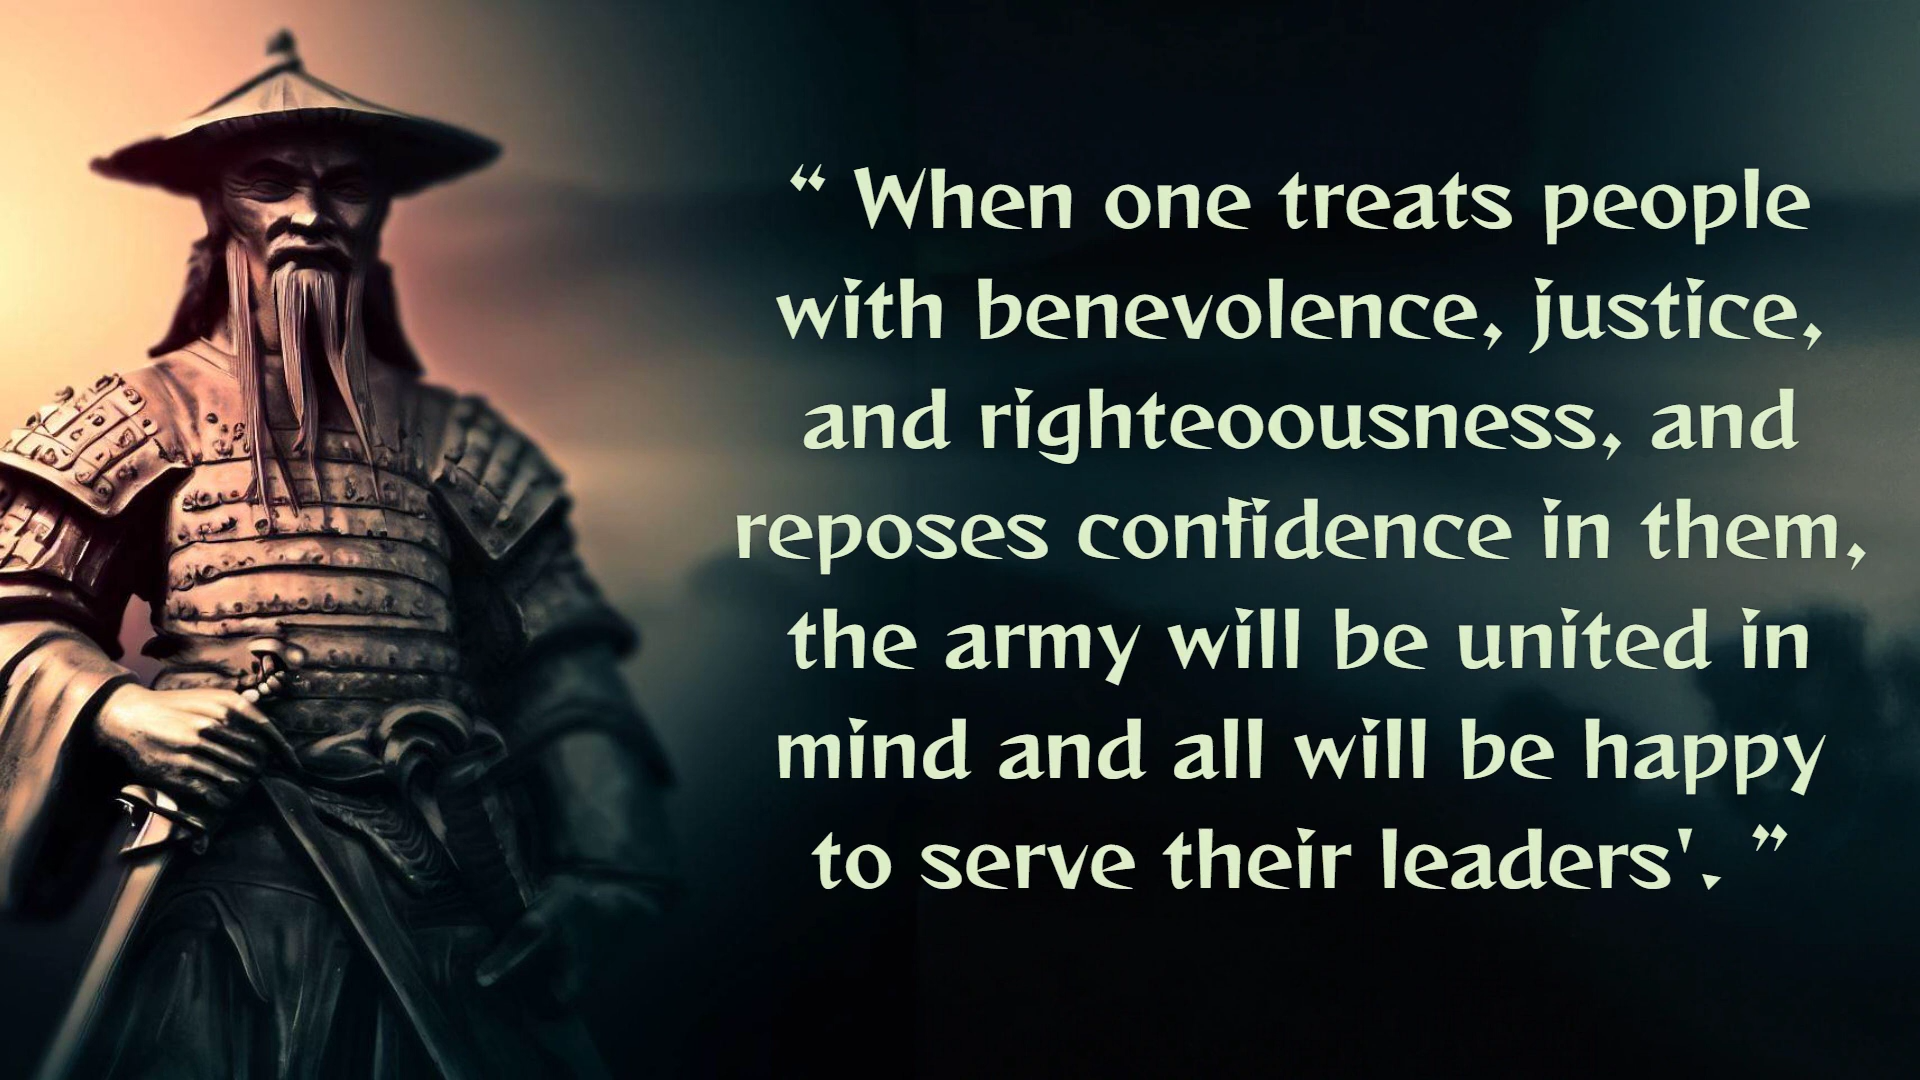 “ When one treats people
with benevolence, justice,
and righteoousness, and
reposes confidence in them,
the army will be united in
mind and all will be happy
to serve their leaders'. ”